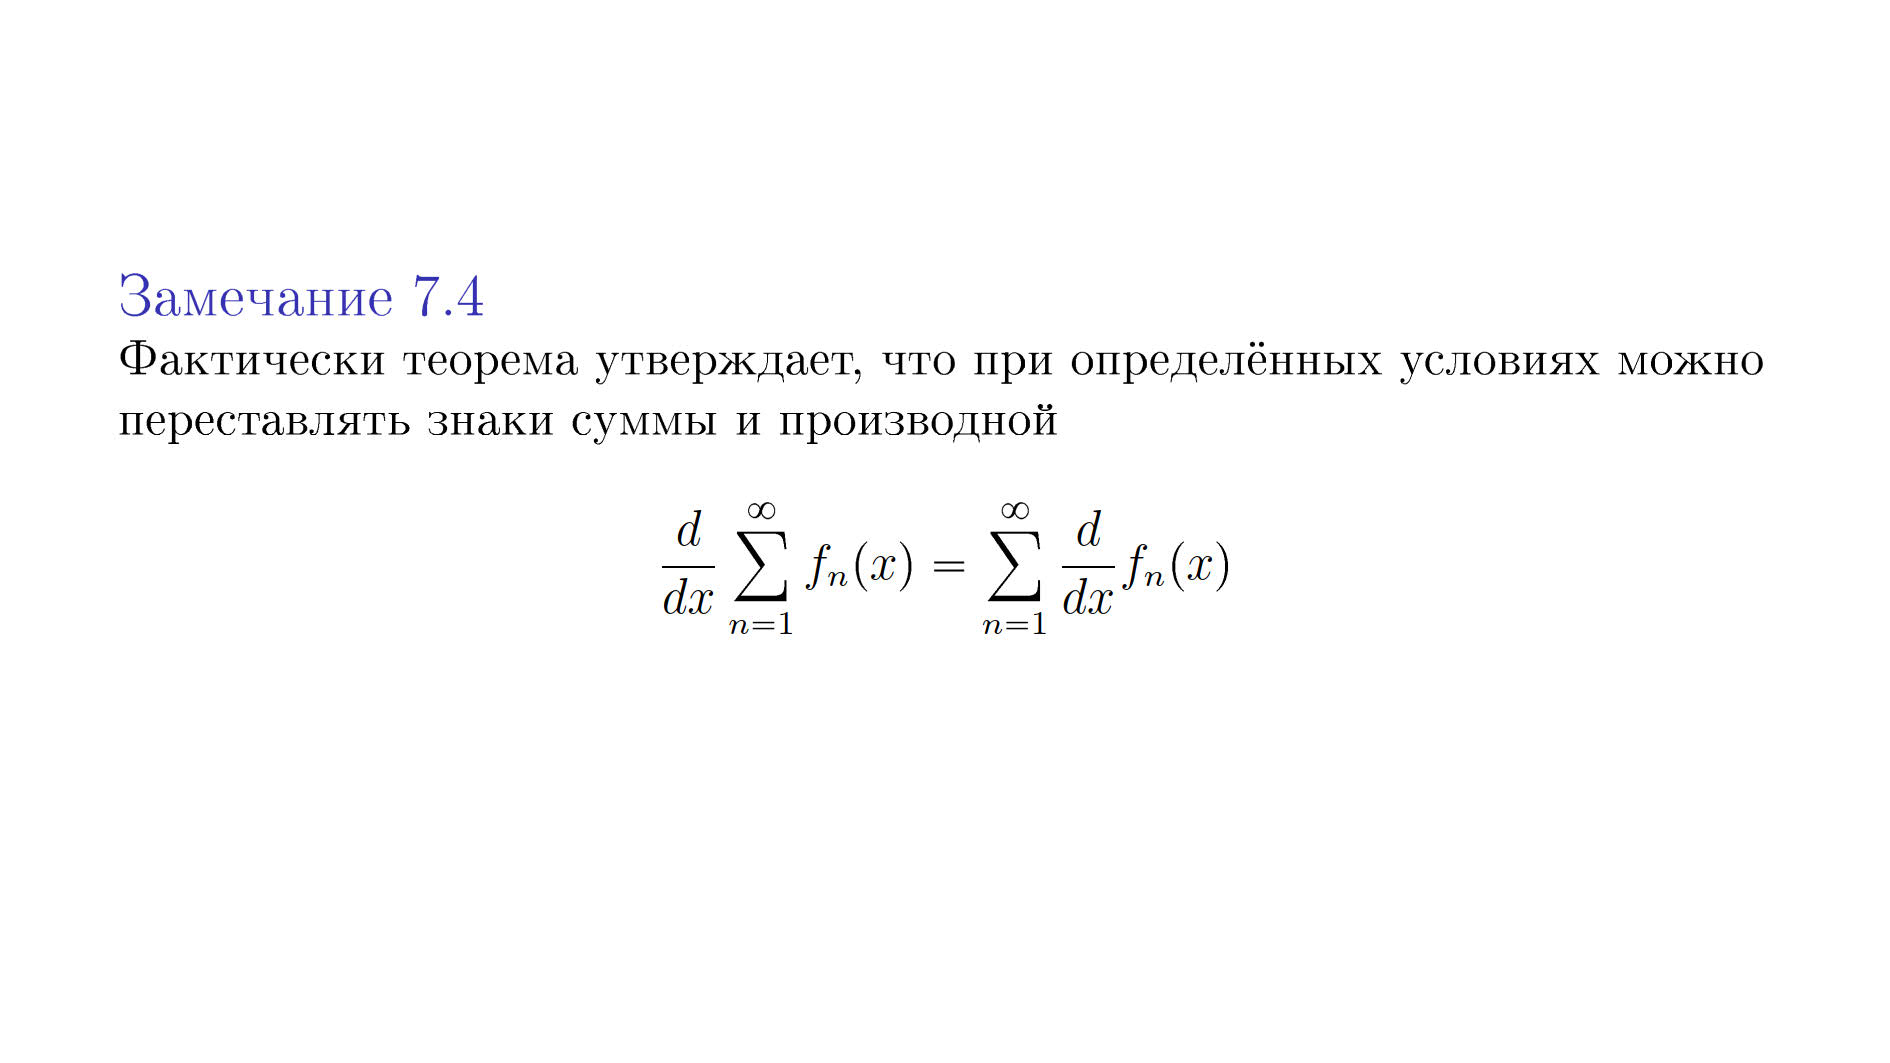 Замечание 7.4
Фактически теорема утверждает, что при определённых условиях можно
переставлять знаки суммы и производной
$$\frac{d}{dx} \sum_{n=1}^{\infty} f_n(x) = \sum_{n=1}^{\infty} \frac{d}{dx} f_n(x)$$